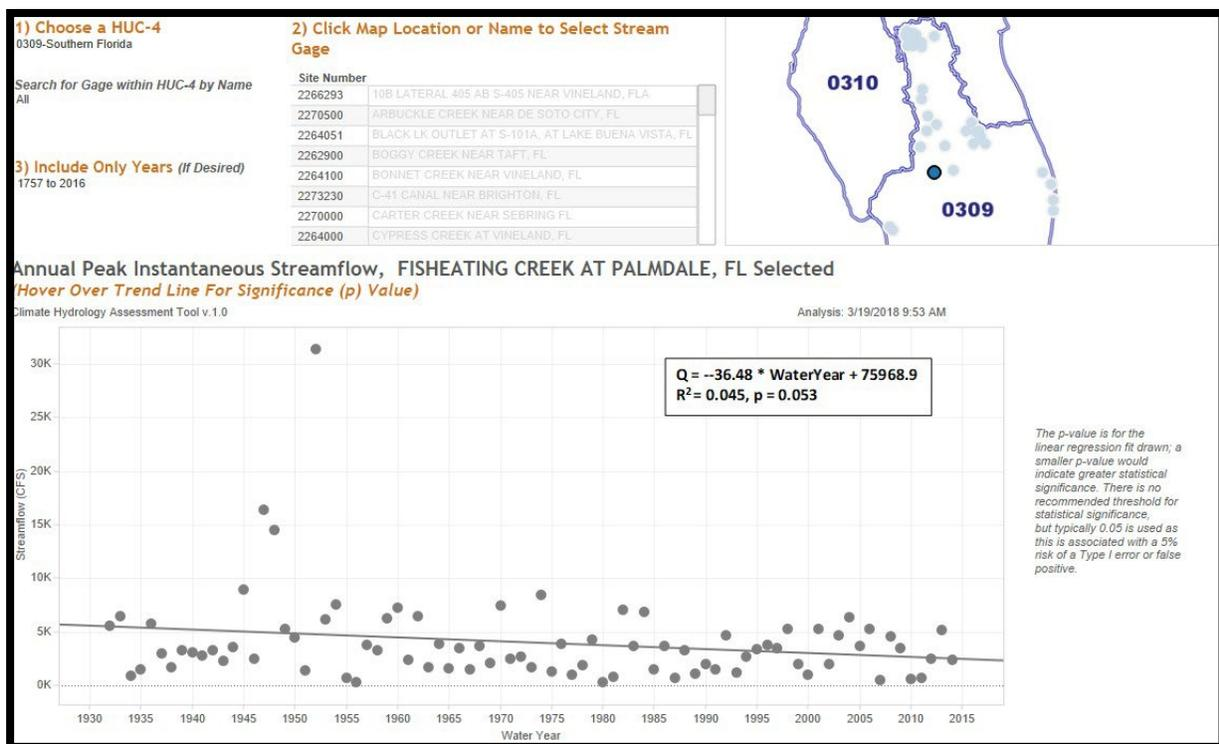 1) Choose a HUC-4
0309-Southern Florida
Search for Gage within HUC-4 by Name
All
3) Include Only Years (If Desired)
1757 to 2016
2) Click Map Location or Name to Select Stream
Gage
Site Number
2266293 10B LATERAL 405 AB S-405 NEAR VINELAND, FLA
2270500 ARBUCKLE CREEK NEAR DE SOTO CITY, FL
2264051 BLACK LK OUTLET AT S-101A, AT LAKE BUENA VISTA, FL
2262900 BOGGY CREEK NEAR TAFT, FL
2264100 BONNET CREEK NEAR VINELAND, FL
2273230 C-41 CANAL NEAR BRIGHTON, FL
2270000 CARTER CREEK NEAR SEBRING FL
2264000 CYPRESS CREEK AT VINELAND, FL
0310
0309
Annual Peak Instantaneous Streamflow, FISHEATING CREEK AT PALMDALE, FL Selected
(Hover Over Trend Line For Significance (p) Value)
Climate Hydrology Assessment Tool v.1.0
Analysis: 3/19/2018 9:53 AM
Q = --36.48 * WaterYear + 75968.9
R²= 0.045, p = 0.053
30K
25K
20K
15K
10K
5K
0K
Streamflow (CFS)
1930 1935 1940 1945 1950 1955 1960 1965 1970 1975 1980 1985 1990 1995 2000 2005 2010 2015
Water Year
The p-value is for the
linear regression fit drawn; a
smaller p-value would
indicate greater statistical
significance. There is no
recommended threshold for
statistical significance,
but typically 0.05 is used as
this is associated with a 5%
risk of a Type I error or false
positive.